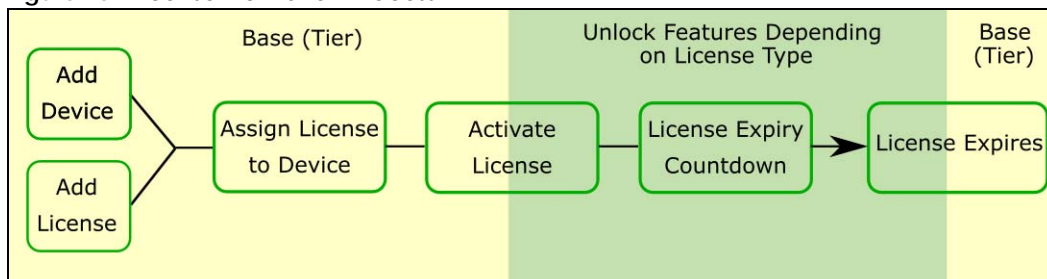 Base (Tier)
Unlock Features Depending
on License Type
Base
(Tier)
Add
Device
Add
License
Assign License
to Device
Activate
License
License Expiry
Countdown
License Expires